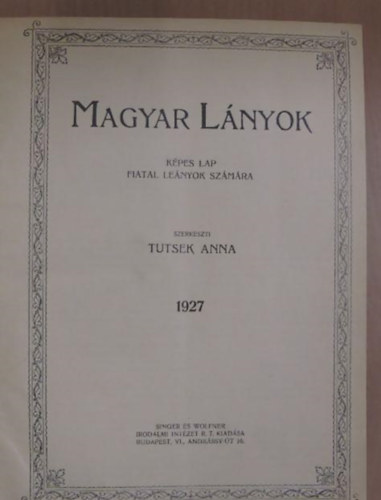 MAGYAR LÁNYOK
KÉPES LAP
FIATAL LEÁNYOK SZÁMÁRA
SZERKESZTI
TUTSEK ANNA
1927
SINGER ÉS WOLFNER
IRODALMI INTÉZET R. T. KIADÁSA
BUDAPEST, VI., ANDRÁSSY-ÚT 16.